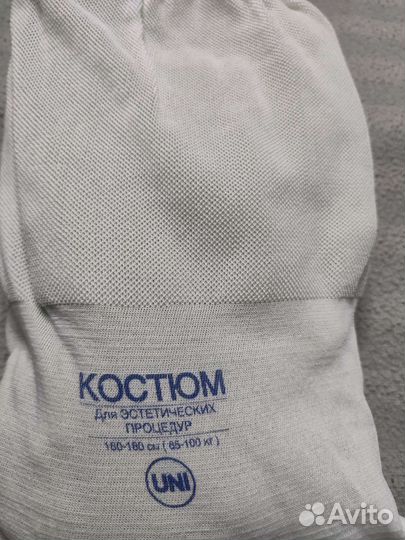 КОСТЮМ
Для ЭСТЕТИЧЕСКИХ
ПРОЦЕДУР
160-180 см ( 65-100 кг )
UNI
Avito